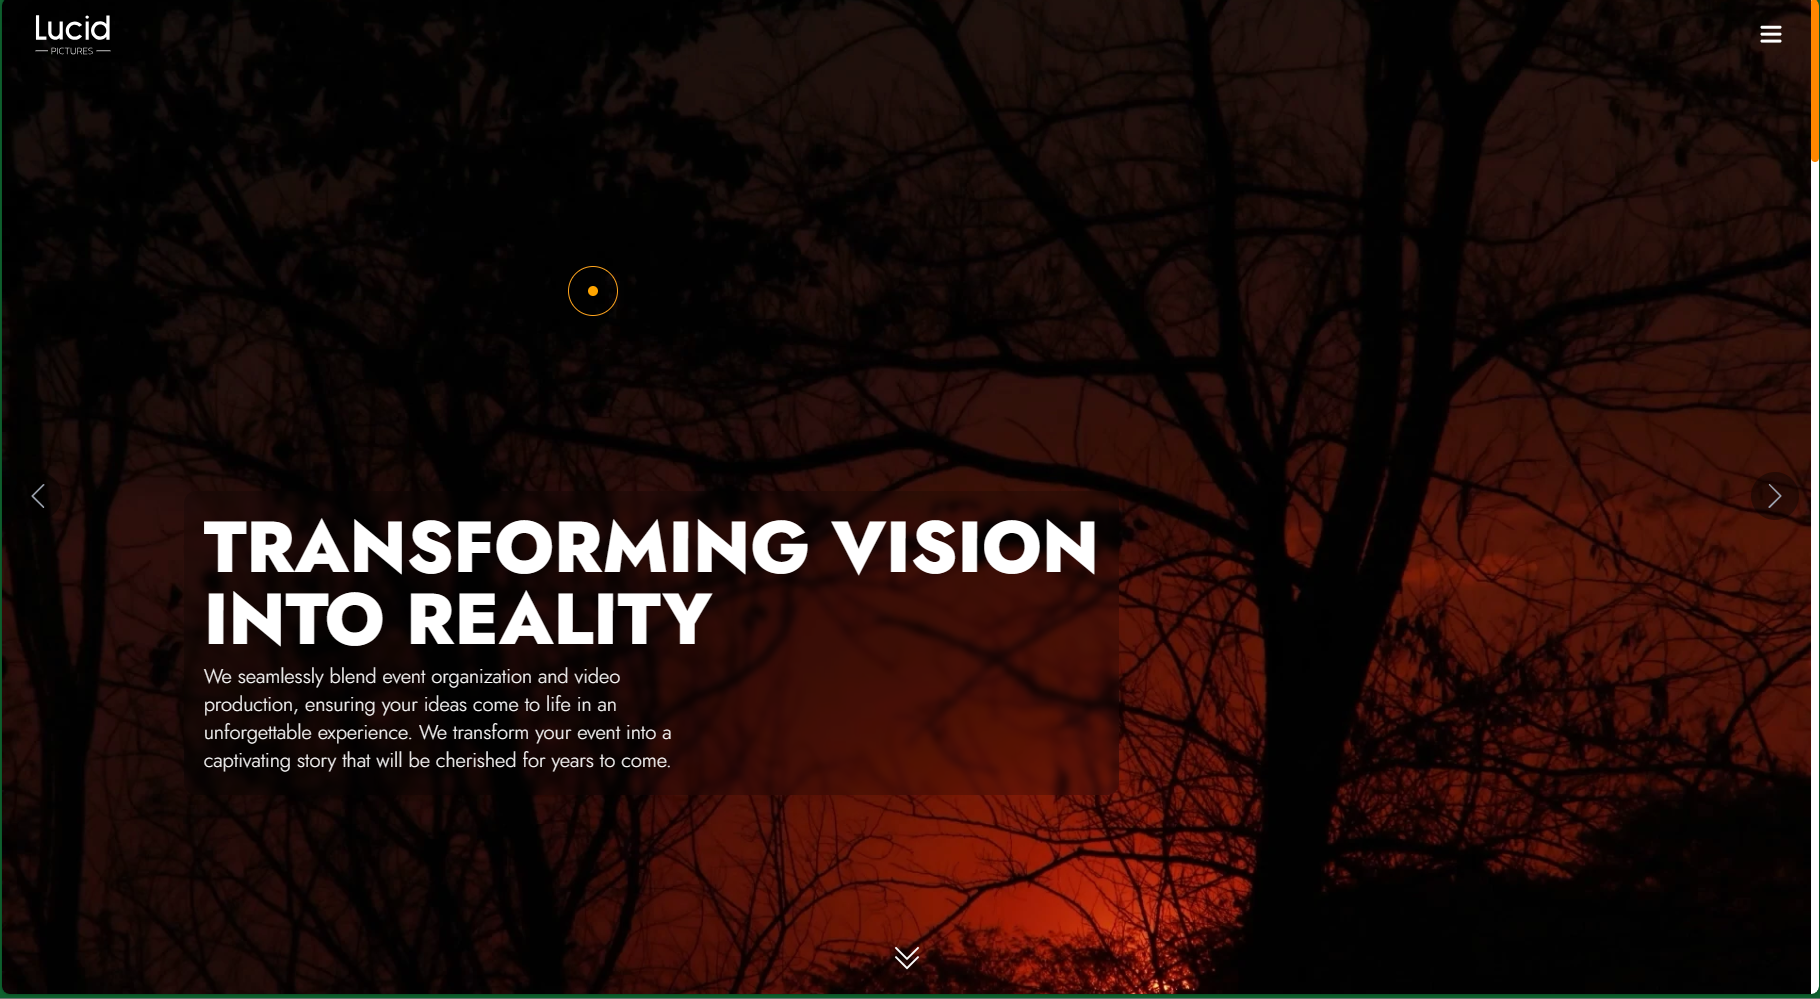 Lucid
PICTURES
TRANSFORMING VISION
INTO REALITY
We seamlessly blend event organization and video
production, ensuring your ideas come to life in an
unforgettable experience. We transform your event into a
captivating story that will be cherished for years to come.